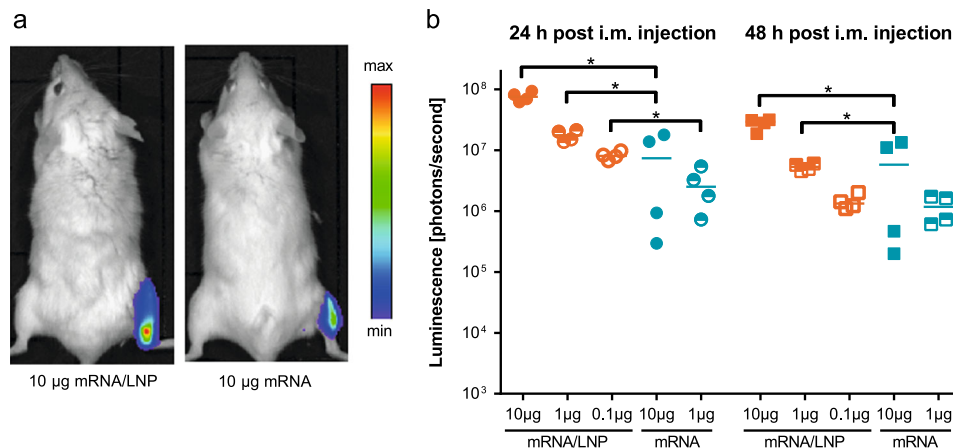 a
max
min
10 µg mRNA/LNP
10 µg mRNA
b
24 h post i.m. injection
48 h post i.m. injection
Luminescence [photons/second]
10⁸
10⁷
10⁶
10⁵
10⁴
10³
*
*
*
*
*
10µg 1µg 0.1µg 10µg 1µg
10µg 1µg 0.1µg 10µg 1µg
mRNA/LNP mRNA
mRNA/LNP mRNA